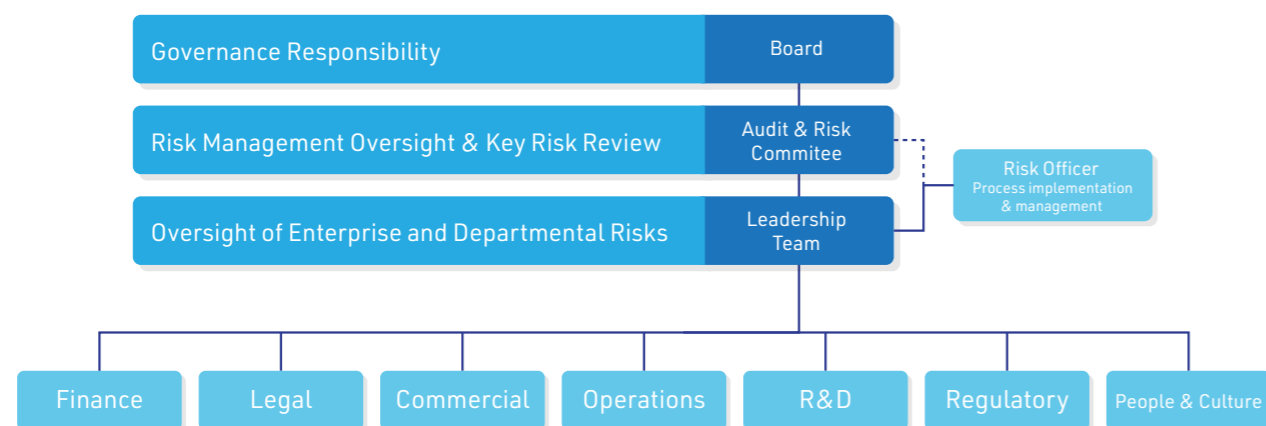 Governance Responsibility
Board
Risk Management Oversight & Key Risk Review
Audit & Risk
Commitee
Risk Officer
Process implementation
& management
Oversight of Enterprise and Departmental Risks
Leadership
Team
Finance
Legal
Commercial
Operations
R&D
Regulatory
People & Culture